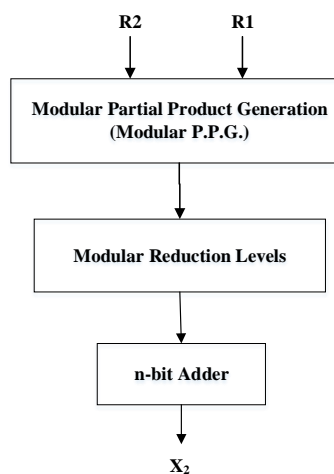 R2 R1
Modular Partial Product Generation
(Modular P.P.G.)
Modular Reduction Levels
n-bit Adder
X₂